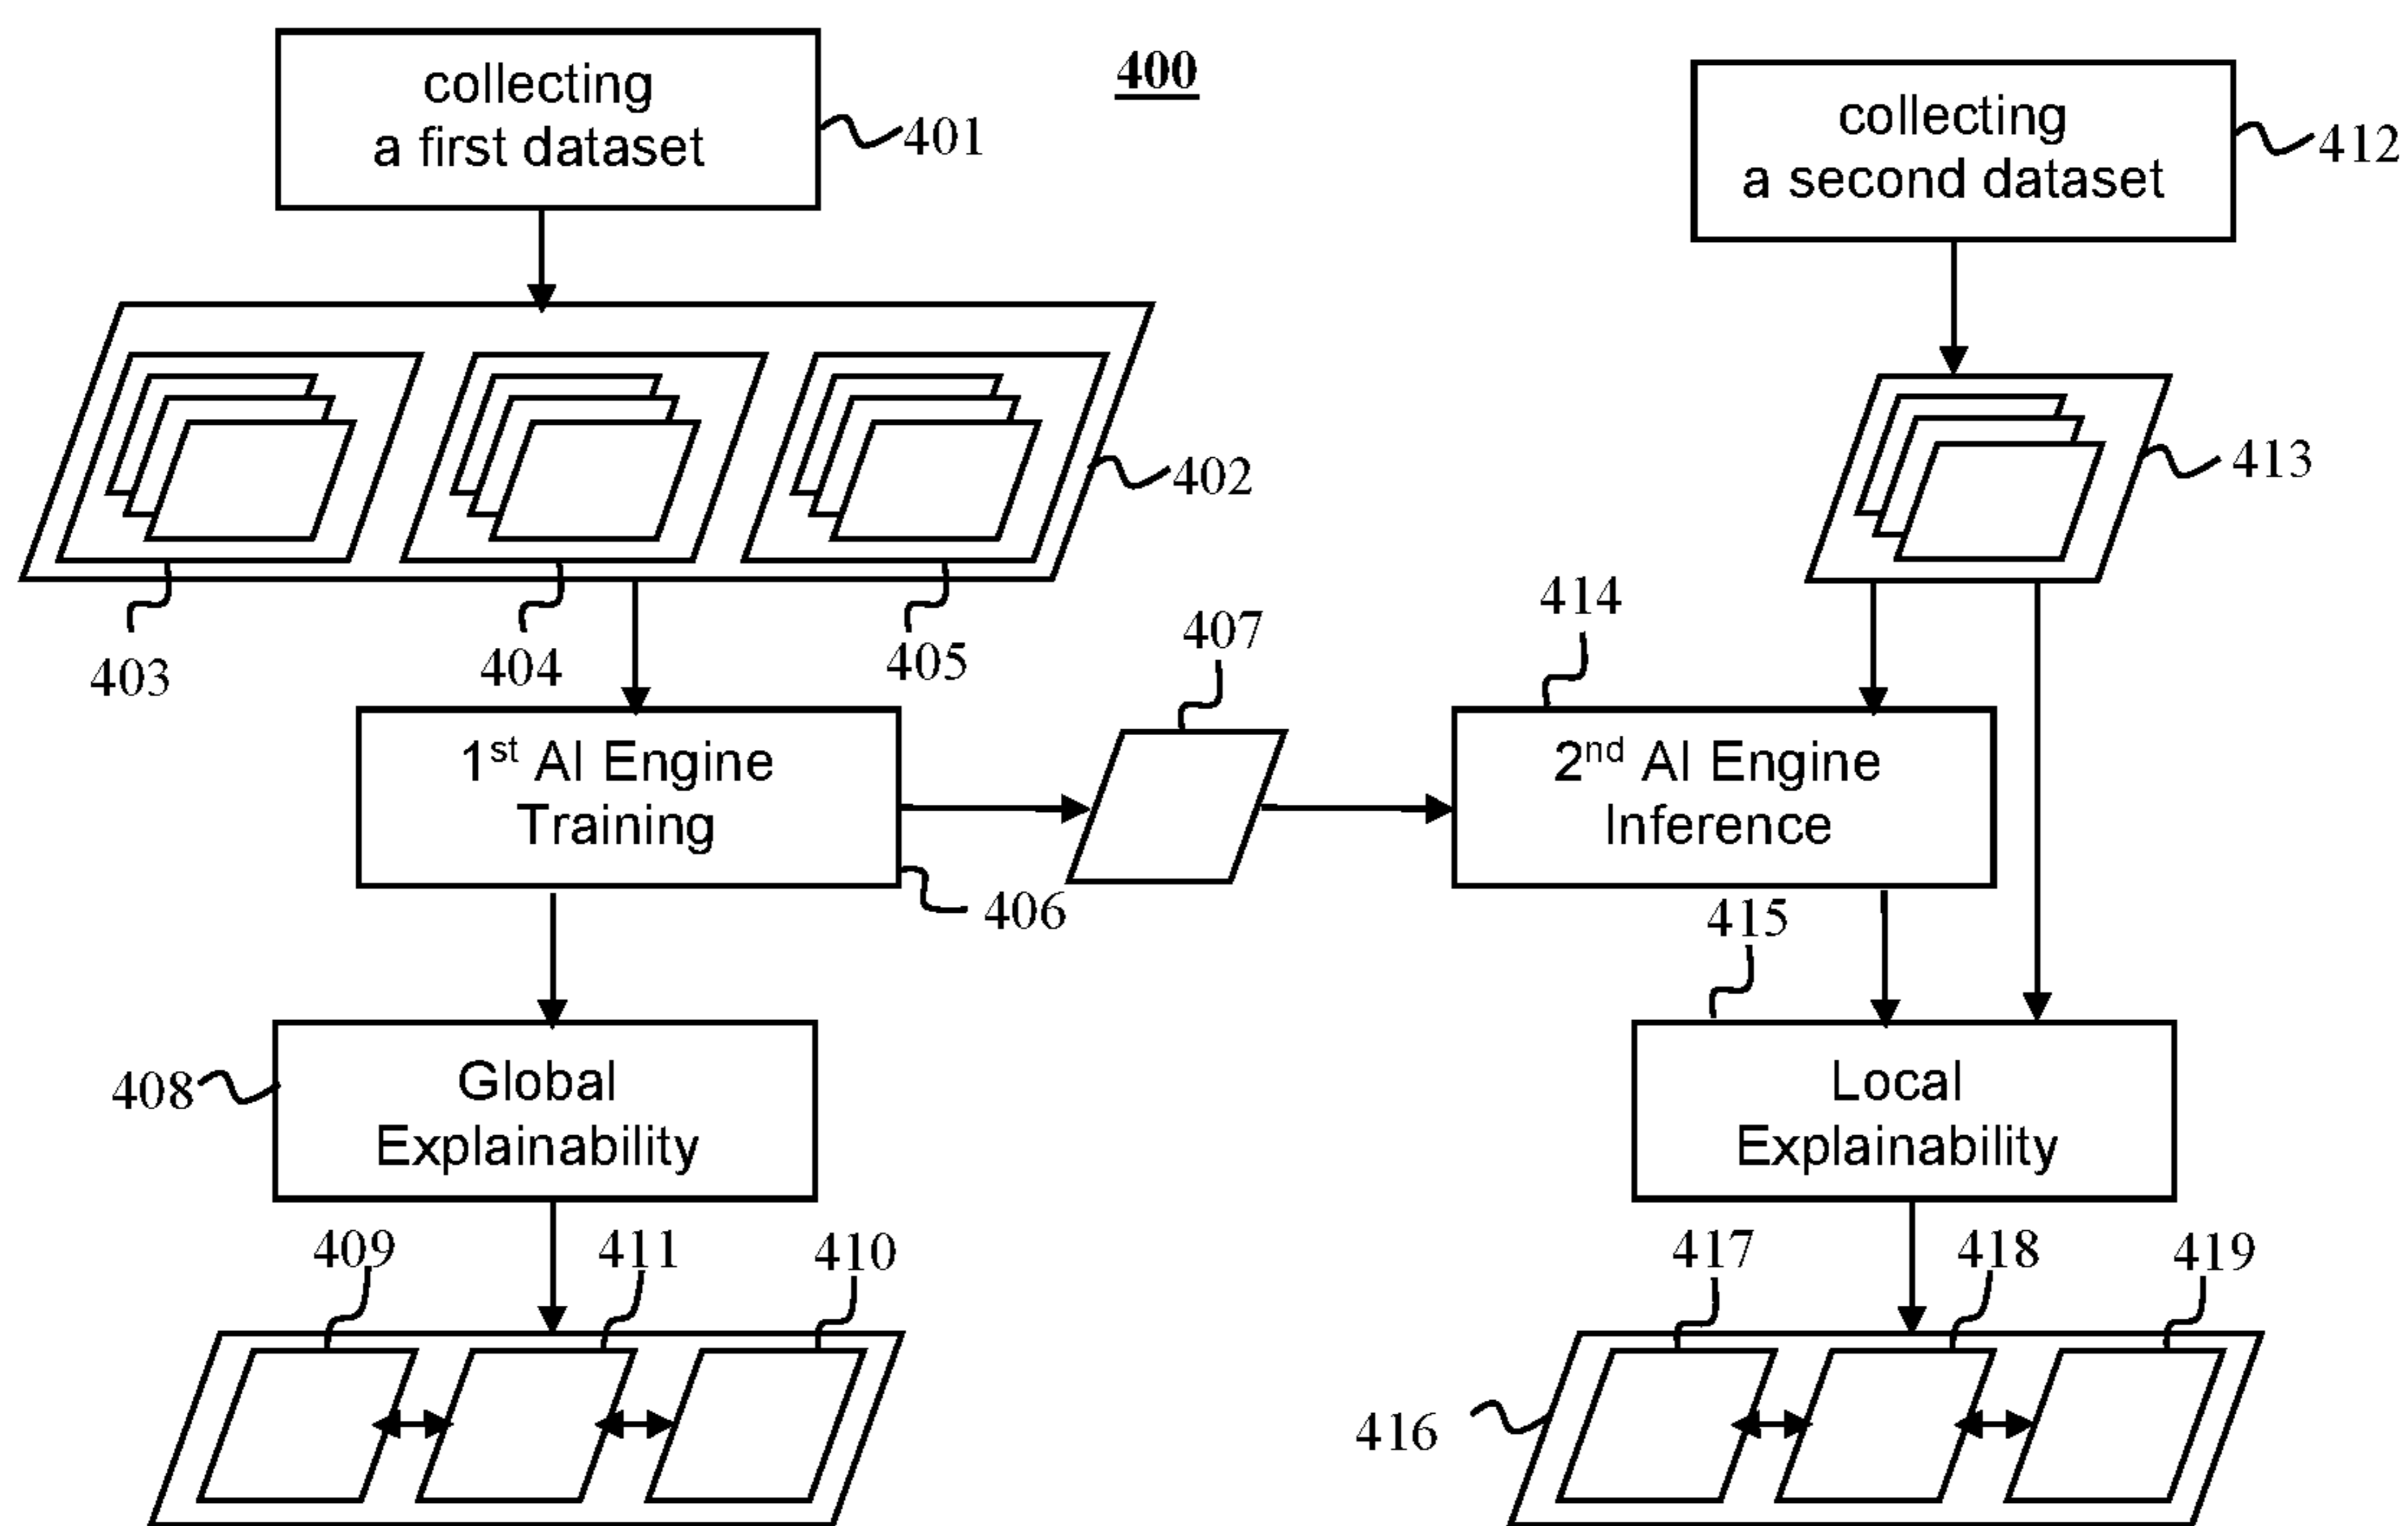 400
collecting
a first dataset
401
collecting
a second dataset
412
402
413
403
404
405
407
414
1st AI Engine
Training
406
2nd AI Engine
Inference
415
408
Global
Explainability
Local
Explainability
409
411
410
417
418
419
416